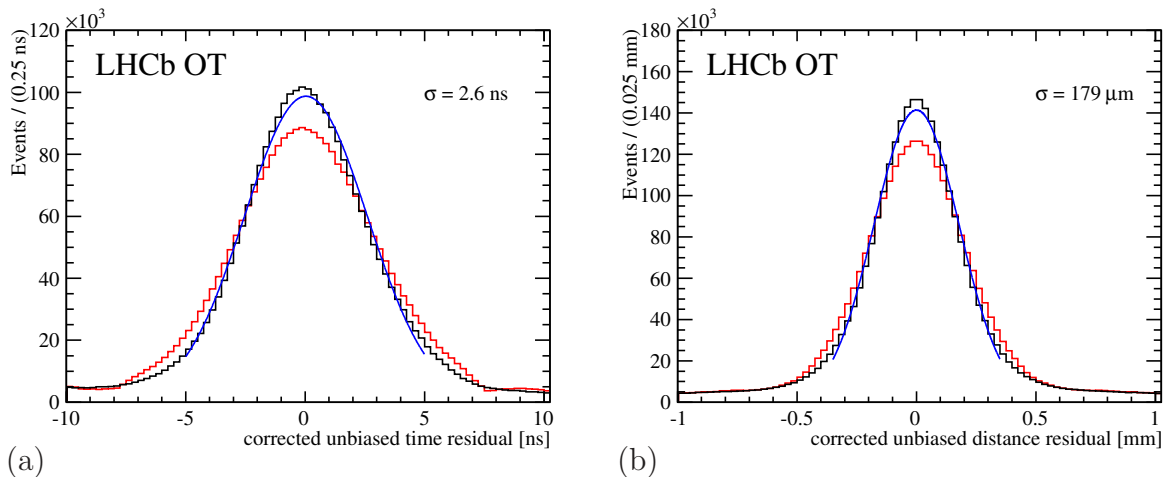 ×10³
120
100
80
60
40
20
0
Events / (0.25 ns)
LHCb OT
σ = 2.6 ns
-10 -5 0 5 10
corrected unbiased time residual [ns]
(a)
×10³
180
160
140
120
100
80
60
40
20
0
Events / (0.025 mm)
LHCb OT
σ = 179 μm
-1 -0.5 0 0.5 1
corrected unbiased distance residual [mm]
(b)